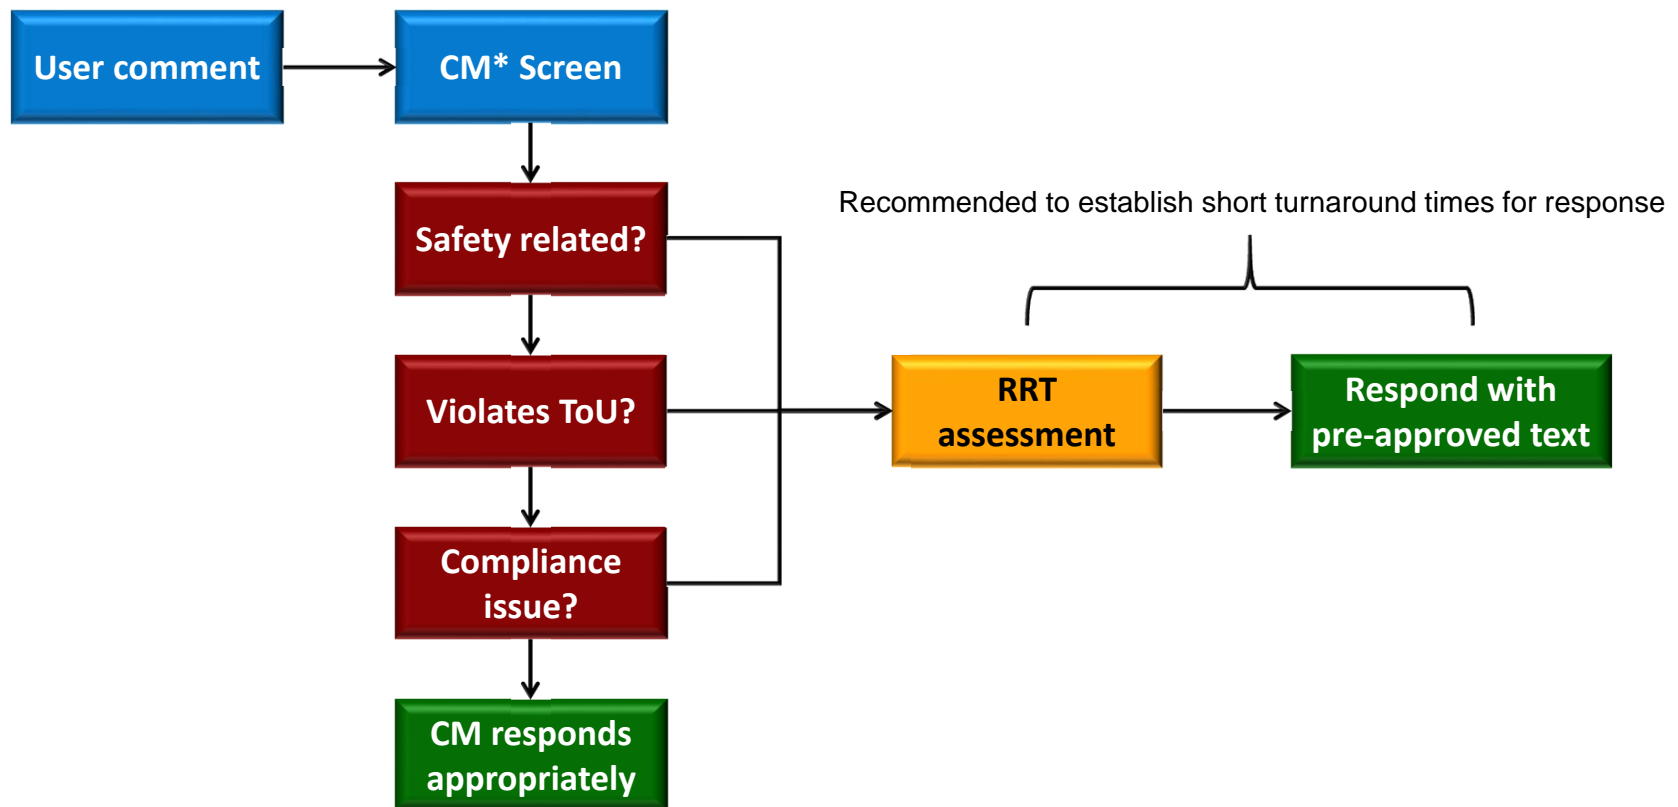 User comment
CM* Screen
Safety related?
Recommended to establish short turnaround times for response
Violates ToU?
RRT
assessment
Respond with
pre-approved text
Compliance
issue?
CM responds
appropriately